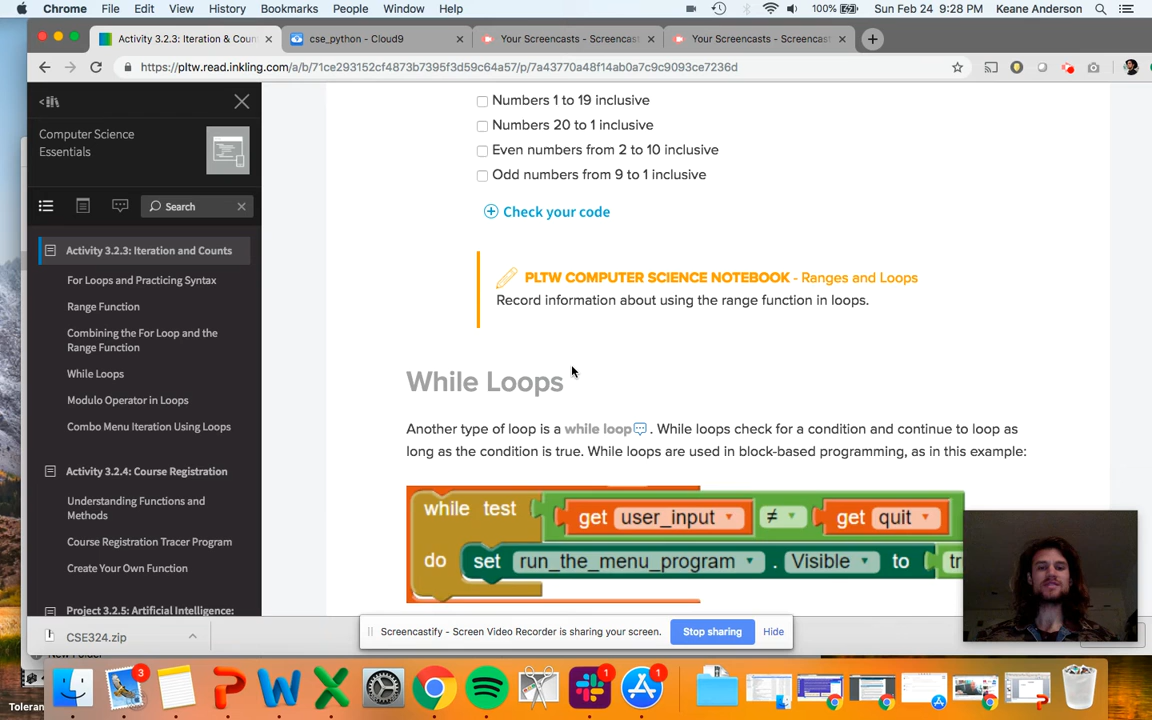 Chrome File Edit View History Bookmarks People Window Help 100% Sun Feb 24 9:28 PM Keane Anderson
Activity 3.2.3: Iteration & Coun cse_python - Cloud9 Your Screencasts - Screencast Your Screencasts - Screencast
https://pltw.read.inkling.com/a/b/71ce293152cf4873b7395f3d59c64a57/p/7a43770a48f14ab0a7c9c9093ce7236d
Computer Science
Essentials
Search
Activity 3.2.3: Iteration and Counts
For Loops and Practicing Syntax
Range Function
Combining the For Loop and the
Range Function
While Loops
Modulo Operator in Loops
Combo Menu Iteration Using Loops
Activity 3.2.4: Course Registration
Understanding Functions and
Methods
Course Registration Tracer Program
Create Your Own Function
Project 3.2.5: Artificial Intelligence:
Numbers 1 to 19 inclusive
Numbers 20 to 1 inclusive
Even numbers from 2 to 10 inclusive
Odd numbers from 9 to 1 inclusive
Check your code
PLTW COMPUTER SCIENCE NOTEBOOK - Ranges and Loops
Record information about using the range function in loops.
While Loops
Another type of loop is a while loop . While loops check for a condition and continue to loop as
long as the condition is true. While loops are used in block-based programming, as in this example:
while test get user_input ≠ get quit
do set run_the_menu_program . Visible to tr
CSE324.zip
Screencastify - Screen Video Recorder is sharing your screen. Stop sharing Hide
New Folder
Toleran
3
1
1